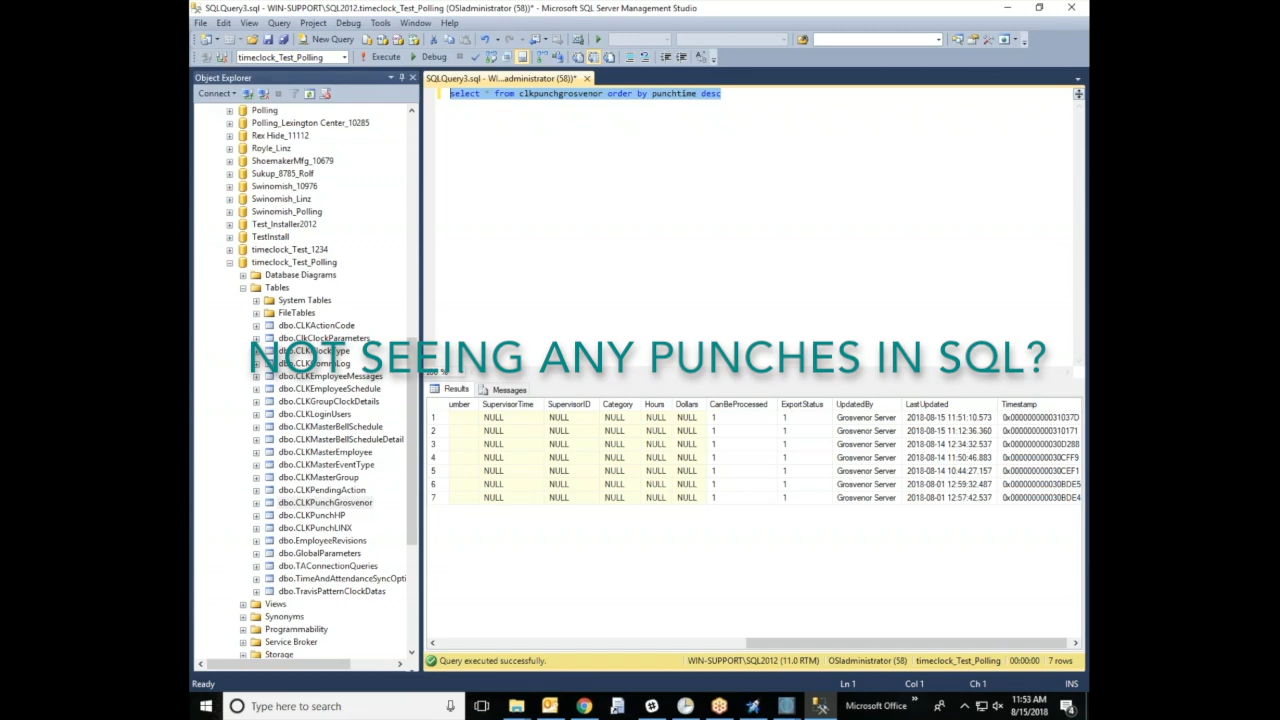 SQLQuery3.sql - WIN-SUPPORT\SQL2012.timeclock_Test_Polling (OSIadministrator (58))* - Microsoft SQL Server Management Studio
File Edit View Query Project Debug Tools Window Help
New Query
timeclock_Test_Polling Execute Debug
Object Explorer
SQLQuery3.sql - WI...administrator (58))*
Connect
select * from clkpunchgrosvenor order by punchtime desc
Polling
Polling_Lexington Center_10285
Rex Hide_11112
Royle_Linz
ShoemakerMfg_10679
Sukup_8785_Rolf
Swinomish_10976
Swinomish_Linz
Swinomish_Polling
Test_Installer2012
TestInstall
timeclock_Test_1234
timeclock_Test_Polling
Database Diagrams
Tables
System Tables
FileTables
dbo.CLKActionCode
dbo.ClkClockParameters
NOT SEEING ANY PUNCHES IN SQL?
dbo.CLKEmployeeMessages
dbo.CLKEmployeeSchedule
dbo.CLKGroupClockDetails
dbo.CLKLoginUsers
dbo.CLKMasterBellSchedule
dbo.CLKMasterBellScheduleDetail
dbo.CLKMasterEmployee
dbo.CLKMasterEventType
dbo.CLKMasterGroup
dbo.CLKPendingAction
dbo.CLKPunchGrosvenor
dbo.CLKPunchHP
dbo.CLKPunchLINX
dbo.EmployeeRevisions
dbo.GlobalParameters
dbo.TAConnectionQueries
dbo.TimeAndAttendanceSyncOpti
dbo.TravisPatternClockDatas
Views
Synonyms
Programmability
Service Broker
Storage
Results Messages
umber SupervisorTime SupervisorID Category Hours Dollars CanBeProcessed ExportStatus UpdatedBy LastUpdated Timestamp
1 NULL NULL NULL NULL NULL 1 1 Grosvenor Server 2018-08-15 11:51:10.573 0x000000000031037D
2 NULL NULL NULL NULL NULL 1 1 Grosvenor Server 2018-08-15 11:12:36.360 0x0000000000310171
3 NULL NULL NULL NULL NULL 1 1 Grosvenor Server 2018-08-14 12:34:32.537 0x000000000030D288
4 NULL NULL NULL NULL NULL 1 1 Grosvenor Server 2018-08-14 11:50:46.883 0x000000000030CFF9
5 NULL NULL NULL NULL NULL 1 1 Grosvenor Server 2018-08-14 10:44:27.157 0x000000000030CEF1
6 NULL NULL NULL NULL NULL 1 1 Grosvenor Server 2018-08-01 12:59:32.487 0x000000000030BDE5
7 NULL NULL NULL NULL NULL 1 1 Grosvenor Server 2018-08-01 12:57:42.537 0x000000000030BDE4
Query executed successfully. WIN-SUPPORT\SQL2012 (11.0 RTM) OSIadministrator (58) timeclock_Test_Polling 00:00:00 7 rows
Ready Ln 1 Col 1 Ch 1 INS
Type here to search Microsoft Office 11:53 AM
8/15/2018 4